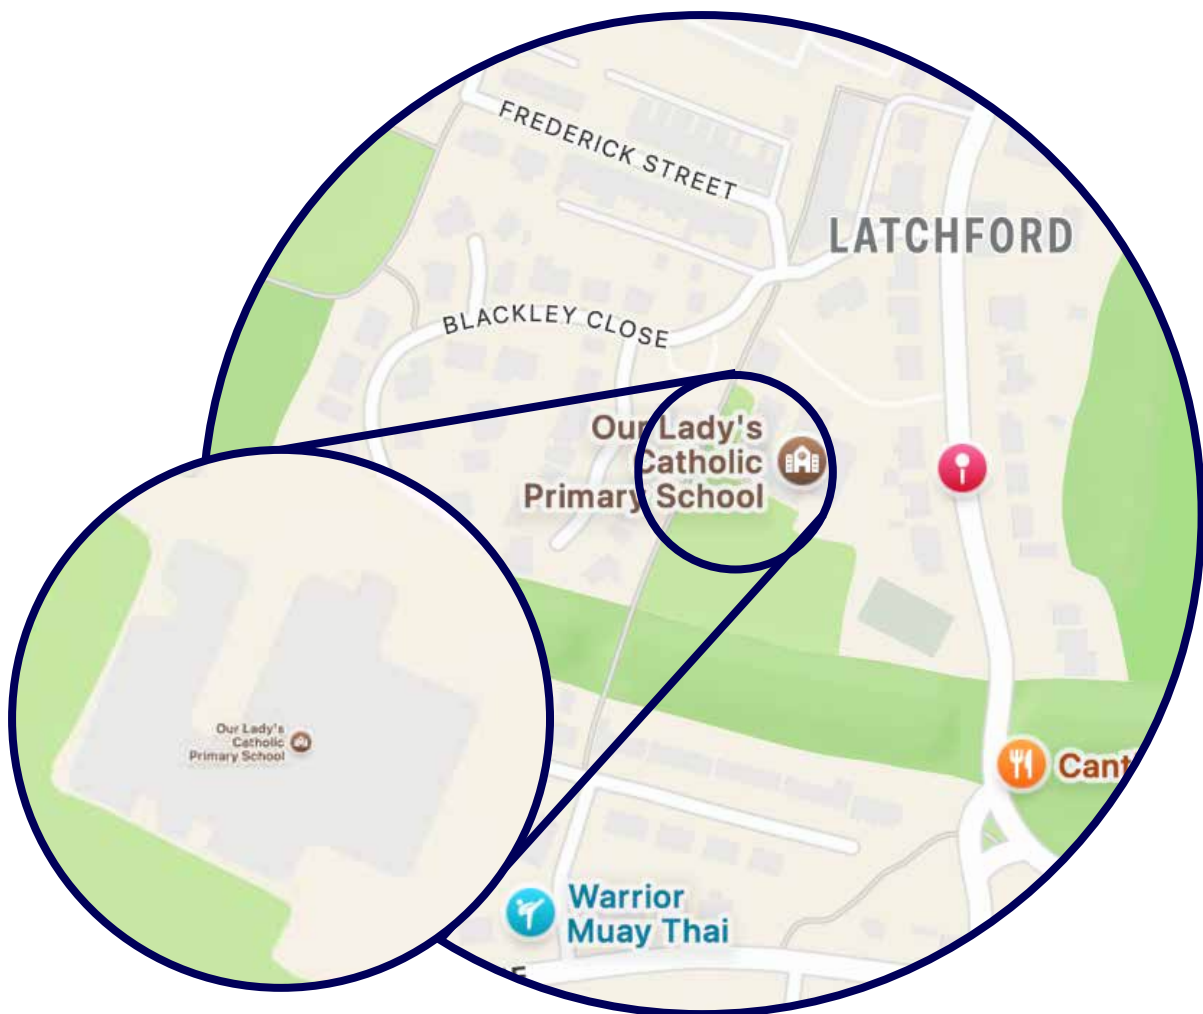 FREDERICK STREET
LATCHFORD
BLACKLEY CLOSE
Our Lady's
Catholic
Primary School
Our Lady's
Catholic
Primary School
Warrior
Muay Thai